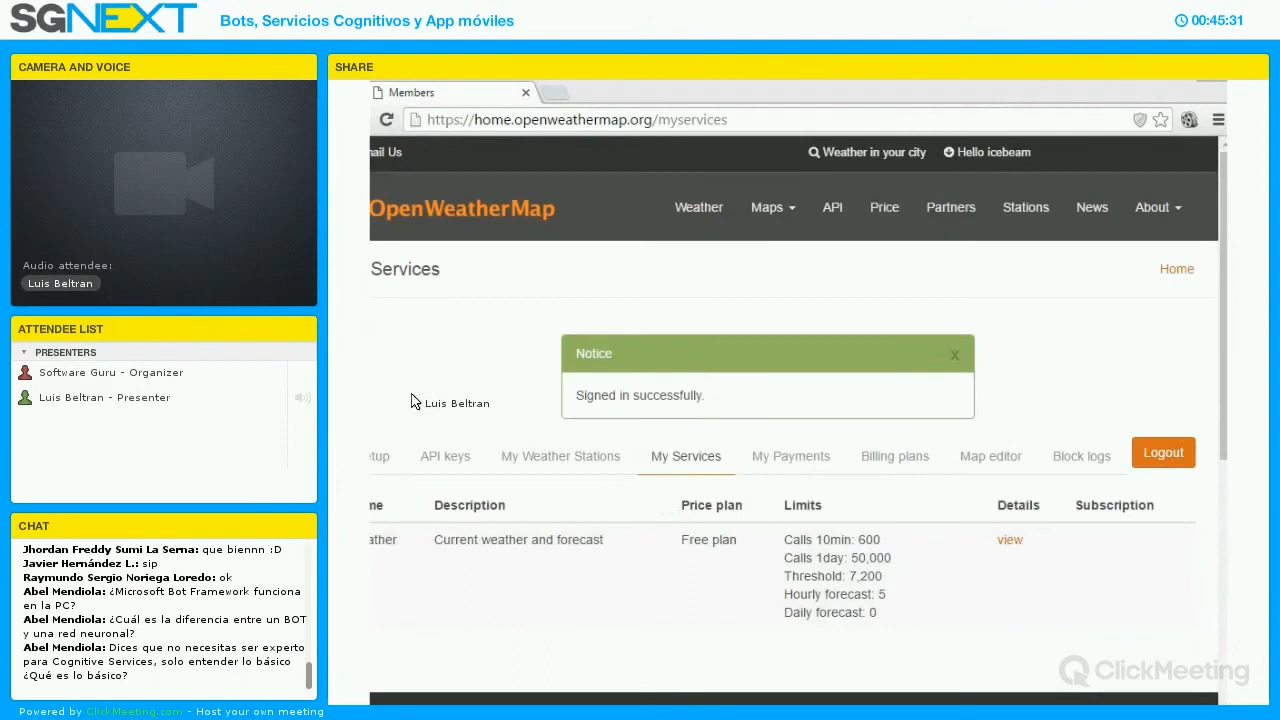 SGNEXT
Bots, Servicios Cognitivos y App móviles
00:45:31
CAMERA AND VOICE
Audio attendee:
Luis Beltran
ATTENDEE LIST
PRESENTERS
Software Guru - Organizer
Luis Beltran - Presenter
CHAT
Jhordan Freddy Sumi La Serna: que biennn :D
Javier Hernández L.: sip
Raymundo Sergio Noriega Loredo: ok
Abel Mendiola: ¿Microsoft Bot Framework funciona
en la PC?
Abel Mendiola: ¿Cuál es la diferencia entre un BOT
y una red neuronal?
Abel Mendiola: Dices que no necesitas ser experto
para Cognitive Services, solo entender lo básico
¿Qué es lo básico?
SHARE
Members
https://home.openweathermap.org/myservices
ail Us
Weather in your city
Hello icebeam
OpenWeatherMap
Weather Maps API Price Partners Stations News About
Services
Home
Notice x
Signed in successfully.
Luis Beltran
tup API keys My Weather Stations My Services My Payments Billing plans Map editor Block logs Logout
me Description Price plan Limits Details Subscription
ather Current weather and forecast Free plan Calls 10min: 600 view
Calls 1day: 50,000
Threshold: 7,200
Hourly forecast: 5
Daily forecast: 0
ClickMeeting
Powered by ClickMeeting.com - Host your own meeting